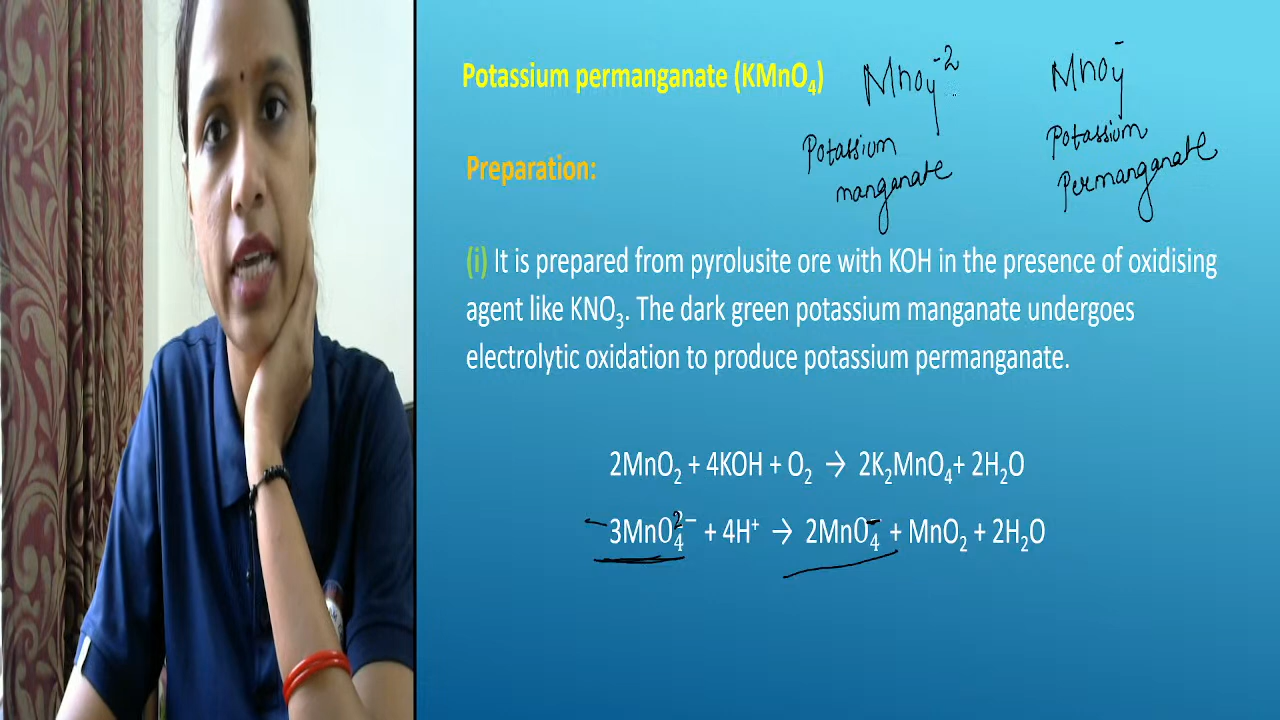 Potassium permanganate (KMnO₄)
MnO₄⁻²
MnO₄⁻
Potassium
manganate
Potassium
Permanganate
Preparation:
(i) It is prepared from pyrolusite ore with KOH in the presence of oxidising
agent like KNO₃. The dark green potassium manganate undergoes
electrolytic oxidation to produce potassium permanganate.
2MnO₂ + 4KOH + O₂ → 2K₂MnO₄+ 2H₂O
3MnO₄²⁻ + 4H⁺ → 2MnO₄⁻ + MnO₂ + 2H₂O